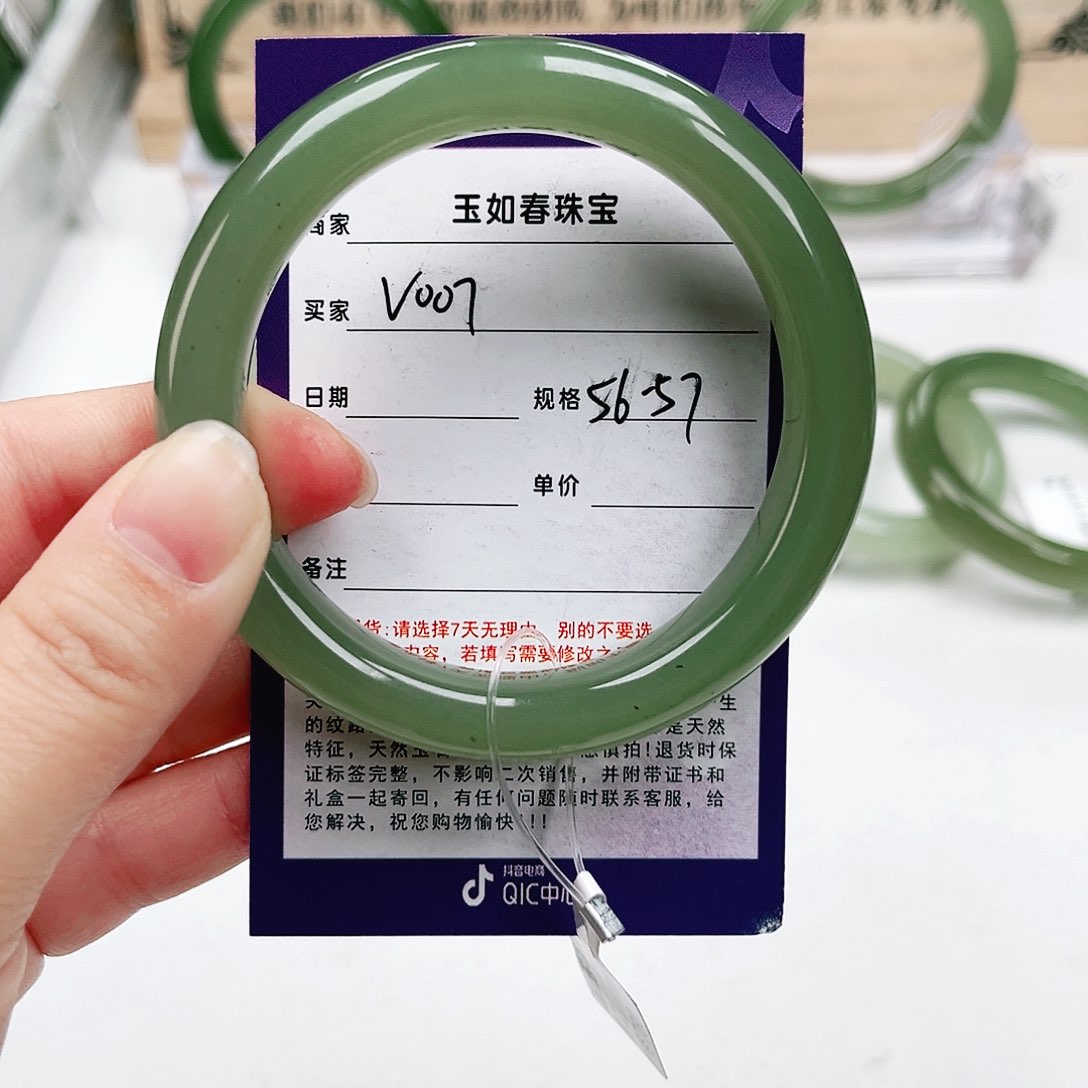 商家 玉如春珠宝
买家 V007
日期 规格 56-57
单价
备注
货:请选择7天无理由 别的不要选
内容，若填写需要修改之
生
的纹路 是天然
特征，天然玉 慎拍!退货时保
证标签完整，不影响二次销售，并附带证书和
礼盒一起寄回，有任何问题随时联系客服，给
您解决，祝您购物愉快!!!
抖音电商
QIC中心